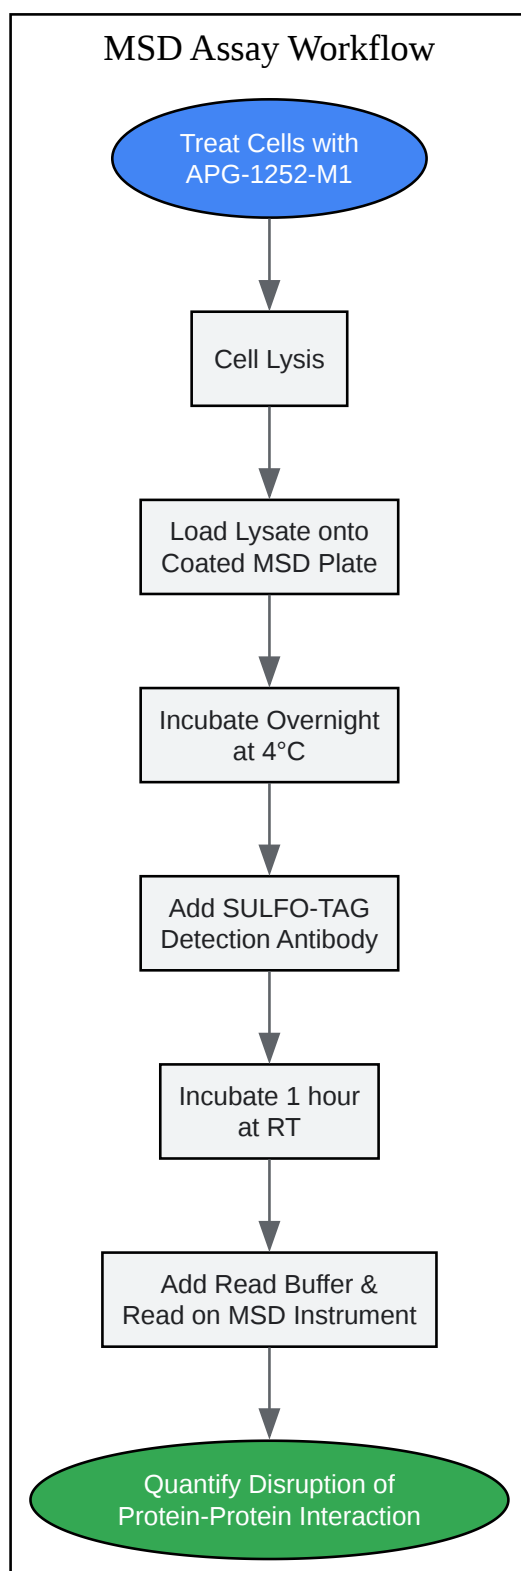 MSD Assay Workflow
Treat Cells with
APG-1252-M1
Cell Lysis
Load Lysate onto
Coated MSD Plate
Incubate Overnight
at 4°C
Add SULFO-TAG
Detection Antibody
Incubate 1 hour
at RT
Add Read Buffer &
Read on MSD Instrument
Quantify Disruption of
Protein-Protein Interaction